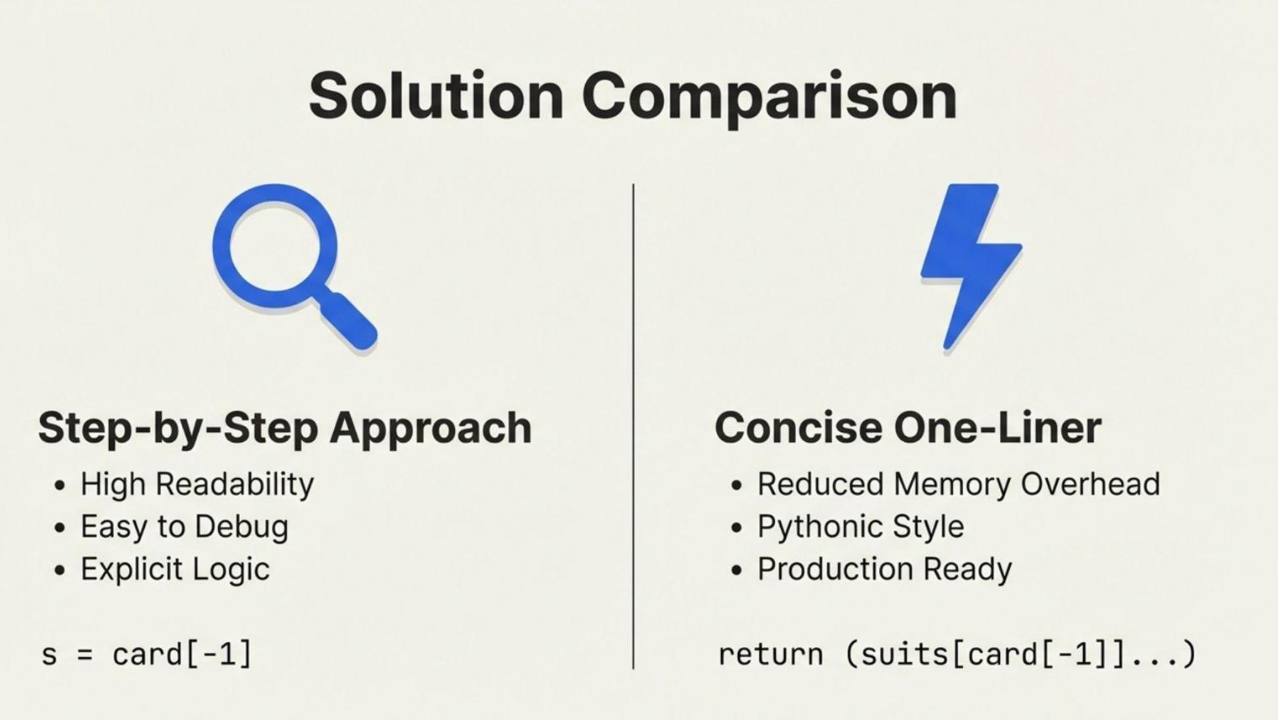 Solution Comparison
Step-by-Step Approach
• High Readability
• Easy to Debug
• Explicit Logic
s = card[-1]
Concise One-Liner
• Reduced Memory Overhead
• Pythonic Style
• Production Ready
return (suits[card[-1]]...)